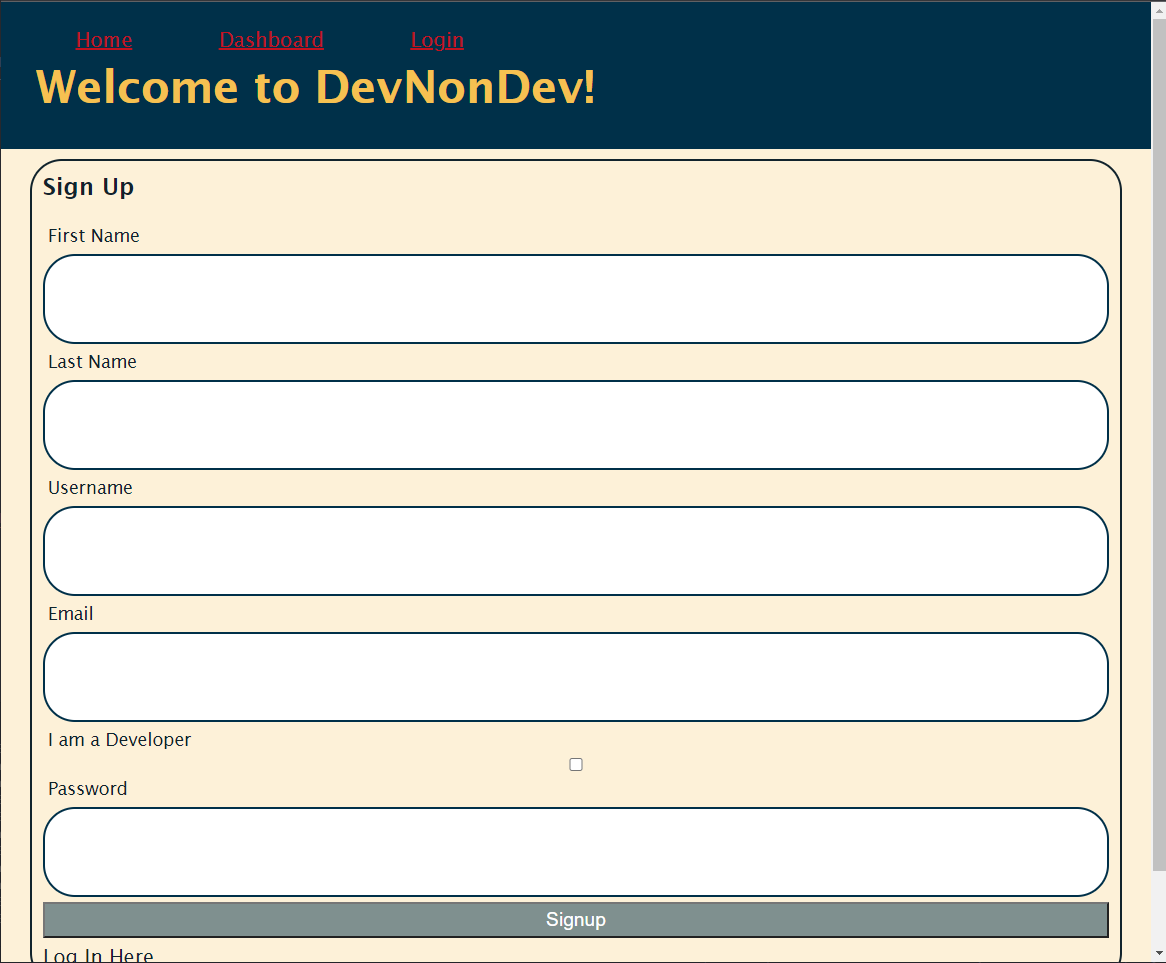 Home Dashboard Login
Welcome to DevNonDev!
Sign Up
First Name
Last Name
Username
Email
I am a Developer
Password
Signup
Log In Here